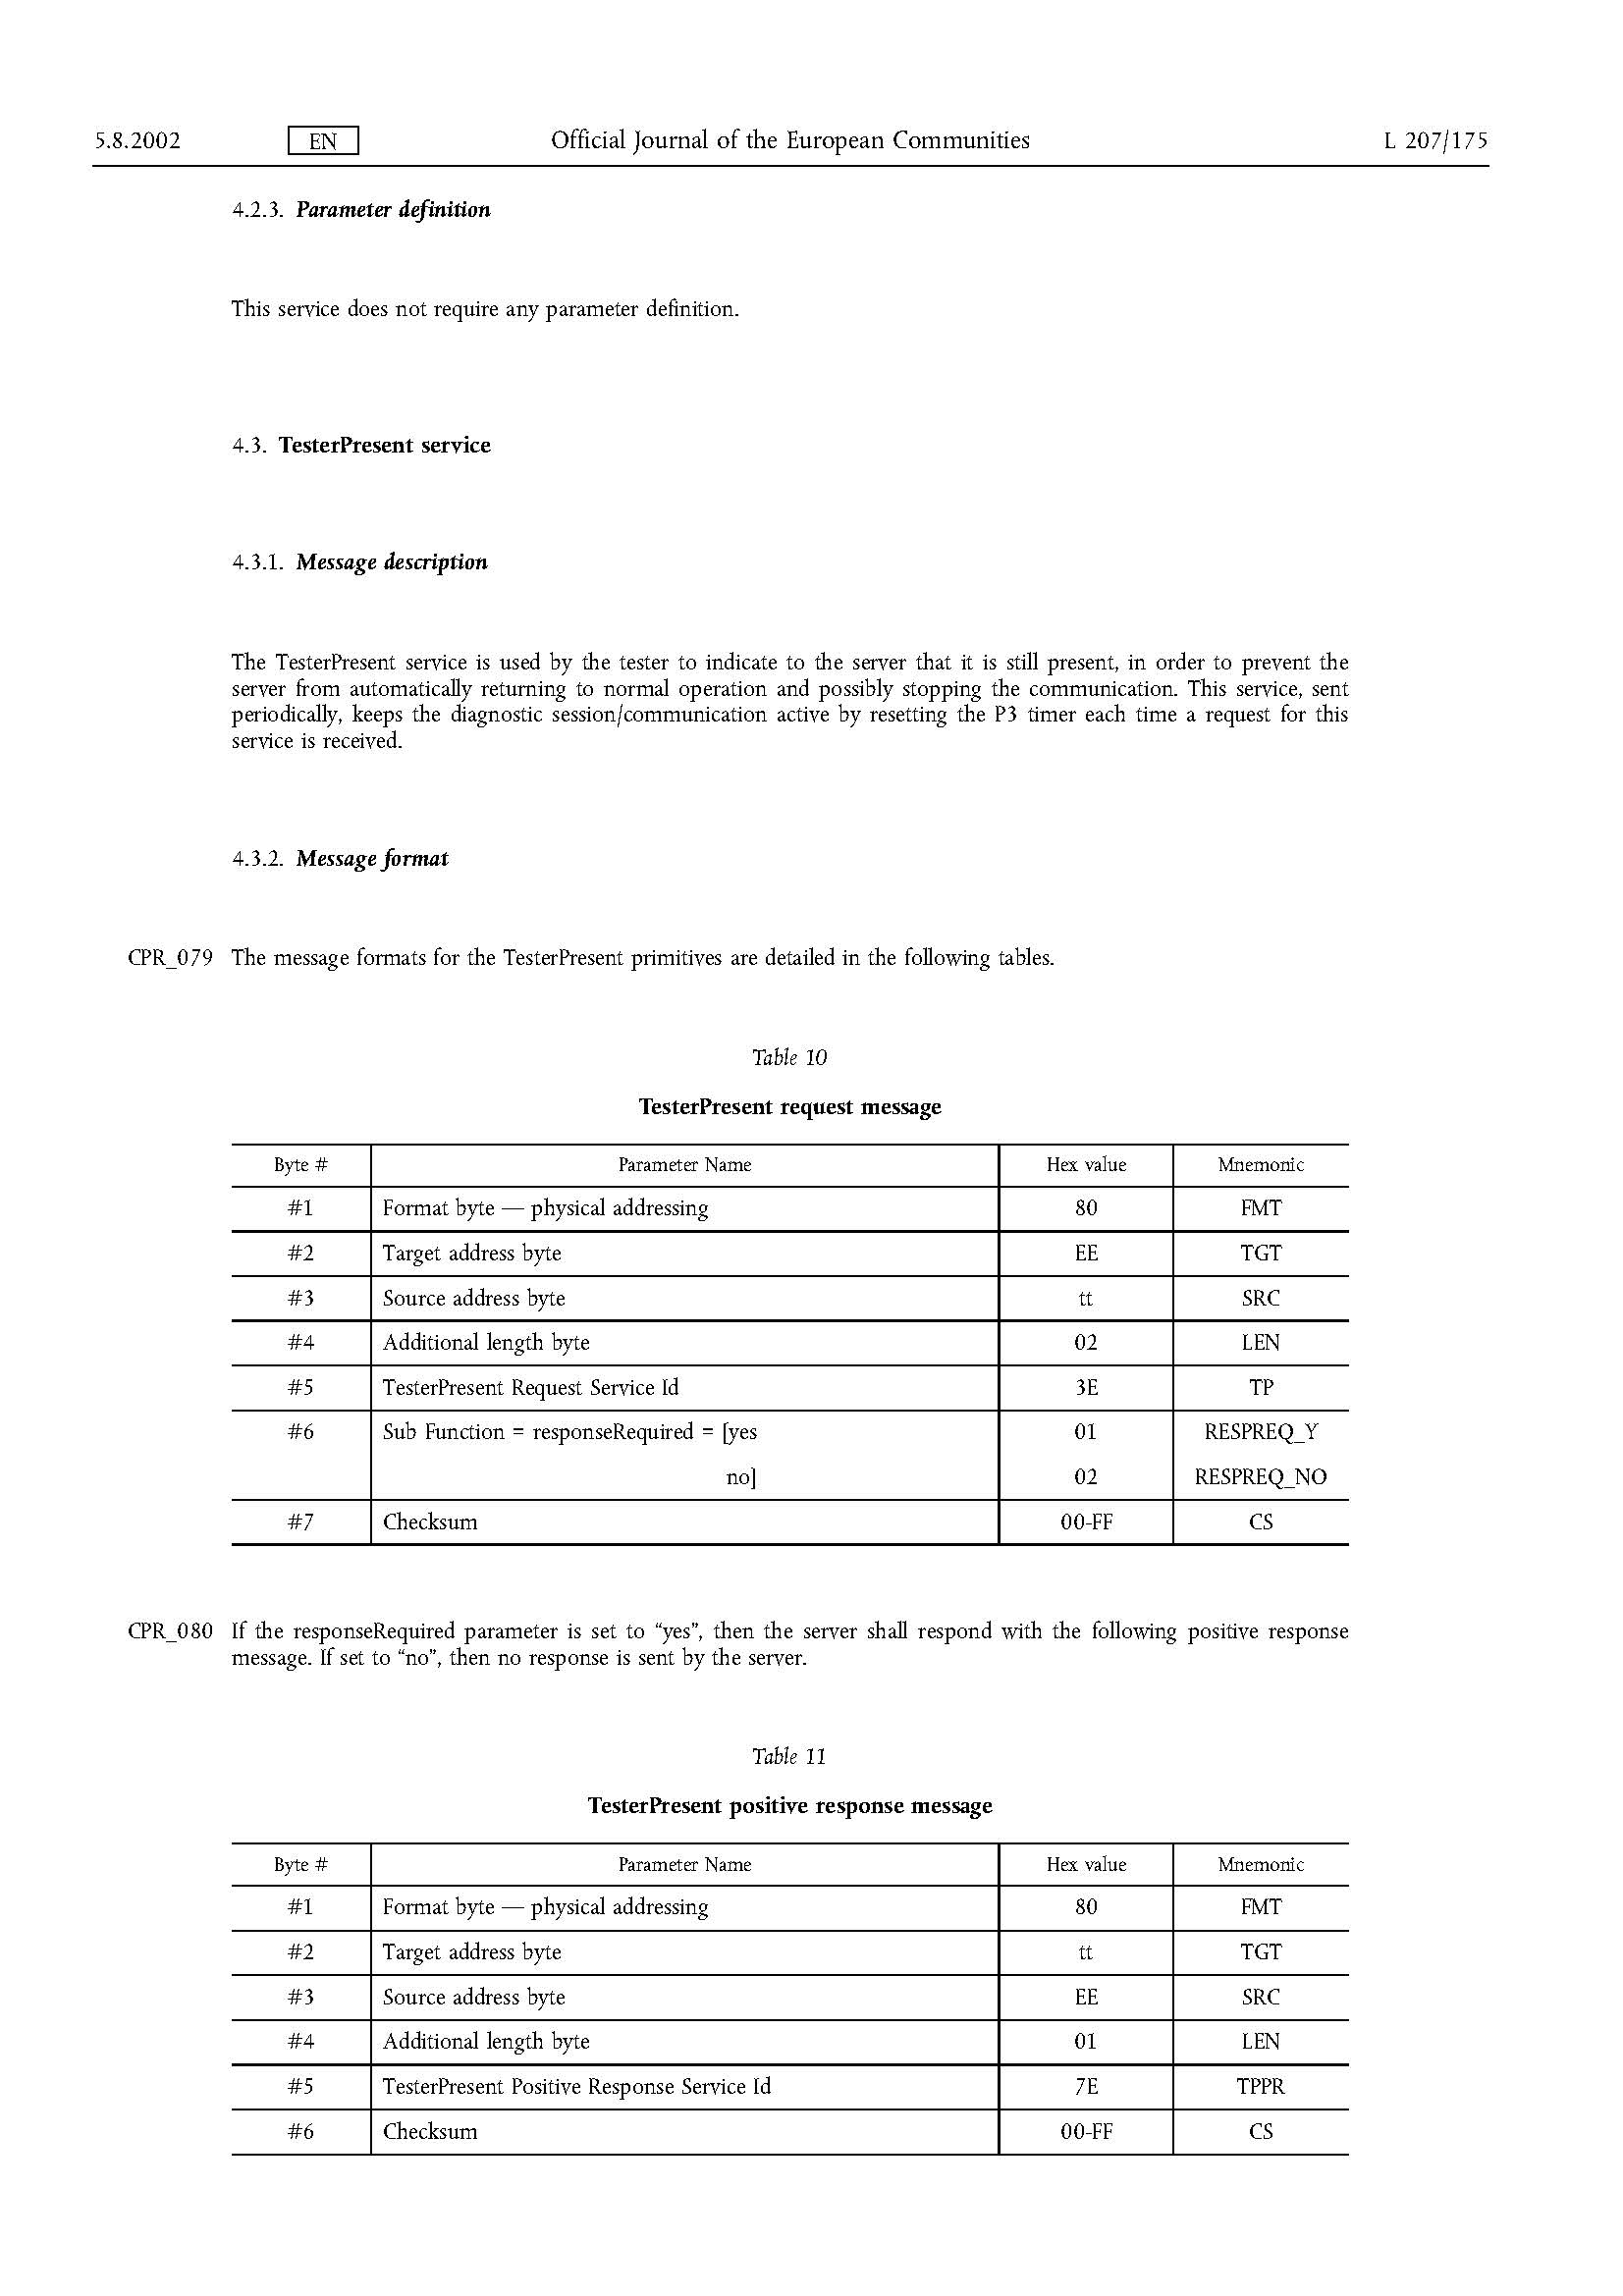 5.8.2002 EN Official Journal of the European Communities L 207/175
4.2.3. Parameter definition
This service does not require any parameter definition.
4.3. TesterPresent service
4.3.1. Message description
The TesterPresent service is used by the tester to indicate to the server that it is still present, in order to prevent the
server from automatically returning to normal operation and possibly stopping the communication. This service, sent
periodically, keeps the diagnostic session/communication active by resetting the P3 timer each time a request for this
service is received.
4.3.2. Message format
CPR_079 The message formats for the TesterPresent primitives are detailed in the following tables.
Table 10
TesterPresent request message
Byte # Parameter Name Hex value Mnemonic
#1 Format byte — physical addressing 80 FMT
#2 Target address byte EE TGT
#3 Source address byte tt SRC
#4 Additional length byte 02 LEN
#5 TesterPresent Request Service Id 3E TP
#6 Sub Function = responseRequired = [yes 01 RESPREQ_Y
no] 02 RESPREQ_NO
#7 Checksum 00-FF CS
CPR_080 If the responseRequired parameter is set to “yes”, then the server shall respond with the following positive response
message. If set to “no”, then no response is sent by the server.
Table 11
TesterPresent positive response message
Byte # Parameter Name Hex value Mnemonic
#1 Format byte — physical addressing 80 FMT
#2 Target address byte tt TGT
#3 Source address byte EE SRC
#4 Additional length byte 01 LEN
#5 TesterPresent Positive Response Service Id 7E TPPR
#6 Checksum 00-FF CS